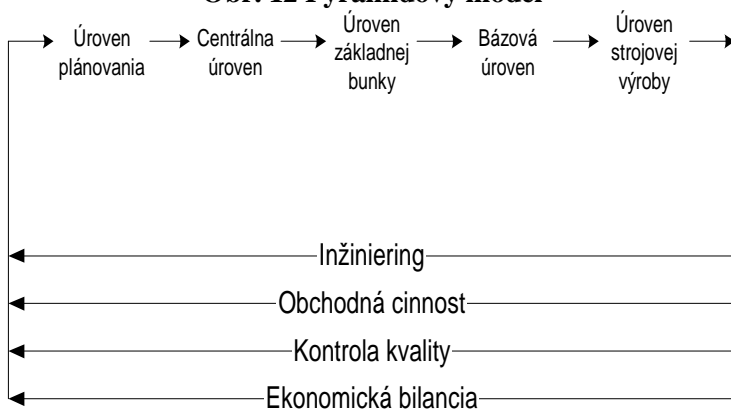 Obr. 12 Pyramídový model
Úroven
plánovania
Centrálna
úroven
Úroven
základnej
bunky
Bázová
úroven
Úroven
strojovej
výroby
Inžiniering
Obchodná cinnost
Kontrola kvality
Ekonomická bilancia